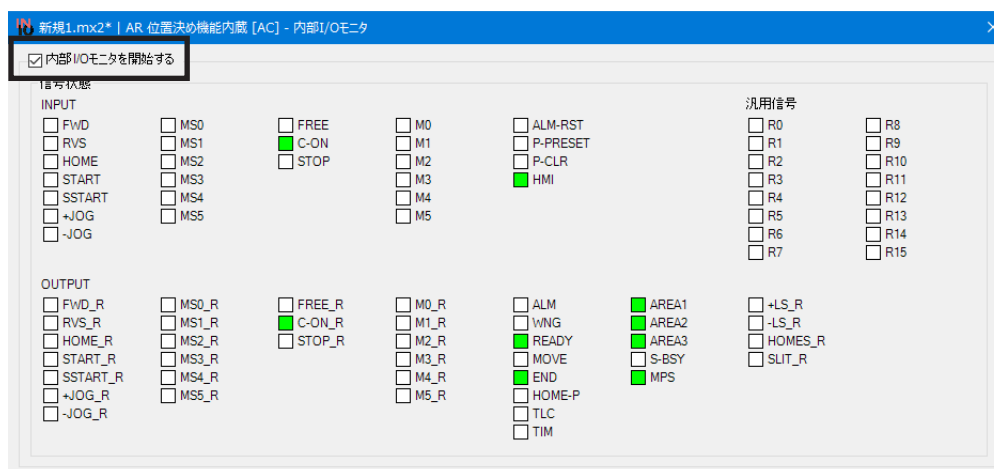 新規1.mx2* | AR 位置決め機能内蔵 [AC] - 内部I/Oモニタ
内部I/Oモニタを開始する
信号状態
INPUT 汎用信号
FWD MS0 FREE M0 ALM-RST R0 R8
RVS MS1 C-ON M1 P-PRESET R1 R9
HOME MS2 STOP M2 P-CLR R2 R10
START MS3 M3 HMI R3 R11
SSTART MS4 M4 R4 R12
+JOG MS5 M5 R5 R13
-JOG R6 R14
R7 R15
OUTPUT
FWD_R MS0_R FREE_R M0_R ALM AREA1 +LS_R
RVS_R MS1_R C-ON_R M1_R WNG AREA2 -LS_R
HOME_R MS2_R STOP_R M2_R READY AREA3 HOMES_R
START_R MS3_R M3_R MOVE S-BSY SLIT_R
SSTART_R MS4_R M4_R END MPS
+JOG_R MS5_R M5_R HOME-P
-JOG_R TLC
TIM